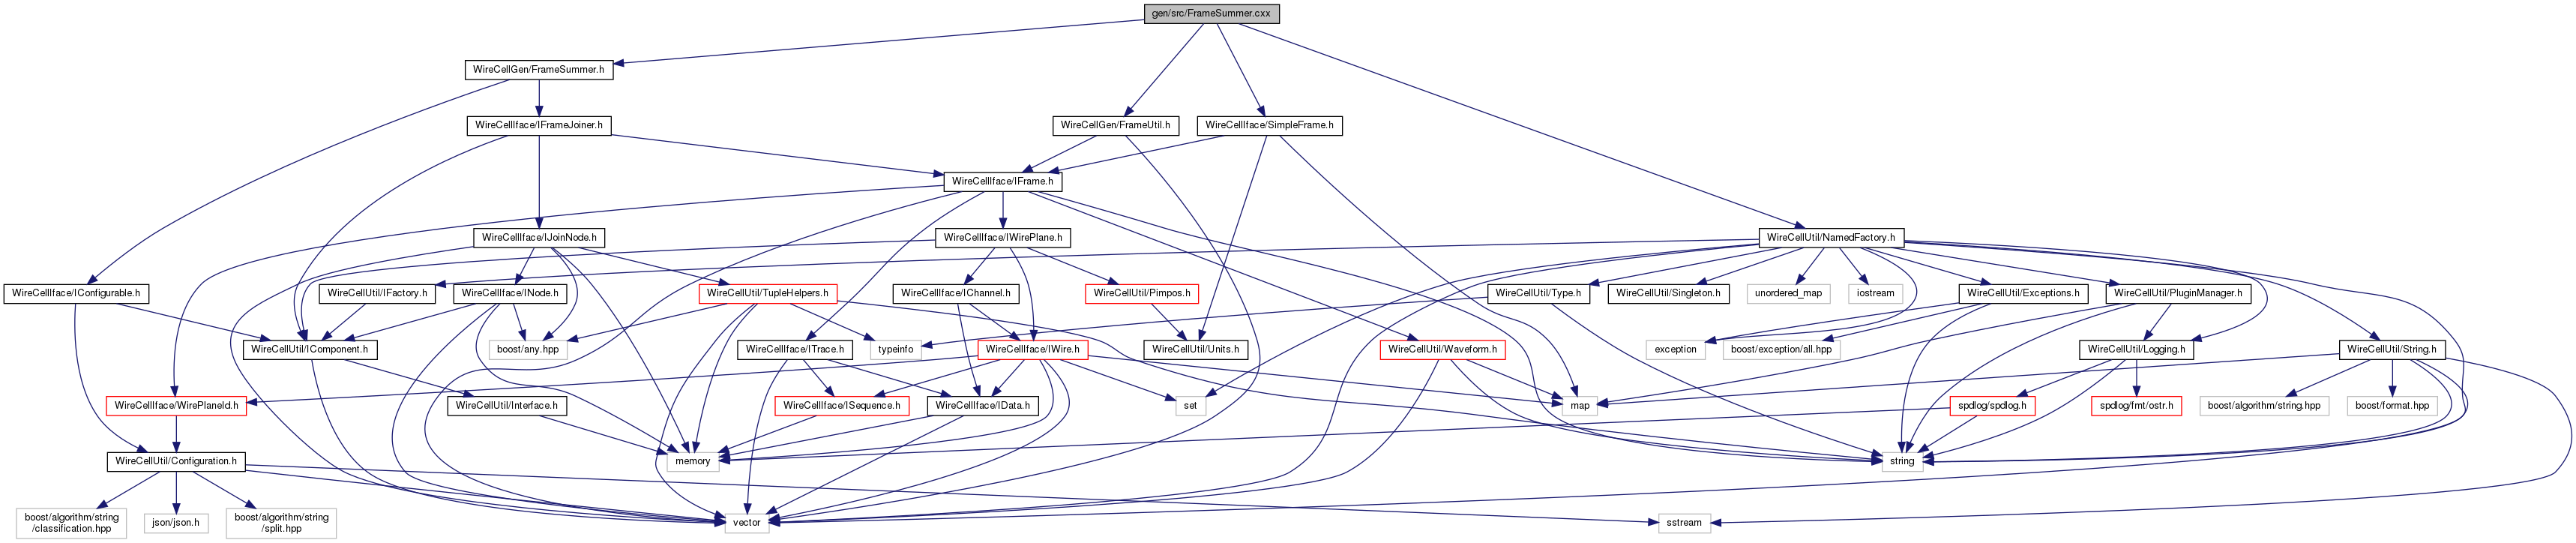 gen/src/FrameSummer.cxx
WireCellGen/FrameSummer.h
WireCellIface/IFrameJoiner.h
WireCellGen/FrameUtil.h
WireCellIface/SimpleFrame.h
WireCellIface/IFrame.h
WireCellIface/IJoinNode.h
WireCellIface/IWirePlane.h
WireCellUtil/NamedFactory.h
WireCellIface/IConfigurable.h
WireCellUtil/IFactory.h
WireCellIface/INode.h
WireCellUtil/TupleHelpers.h
WireCellIface/IChannel.h
WireCellUtil/Pimpos.h
WireCellUtil/Type.h
WireCellUtil/Singleton.h
unordered_map
iostream
WireCellUtil/Exceptions.h
WireCellUtil/PluginManager.h
WireCellUtil/IComponent.h
boost/any.hpp
WireCellIface/ITrace.h
typeinfo
WireCellIface/IWire.h
WireCellUtil/Units.h
WireCellUtil/Waveform.h
exception
boost/exception/all.hpp
WireCellUtil/Logging.h
WireCellUtil/String.h
WireCellIface/WirePlaneId.h
WireCellUtil/Interface.h
WireCellIface/ISequence.h
WireCellIface/IData.h
set
map
spdlog/spdlog.h
spdlog/fmt/ostr.h
boost/algorithm/string.hpp
boost/format.hpp
WireCellUtil/Configuration.h
memory
string
boost/algorithm/string
/classification.hpp
json/json.h
boost/algorithm/string
/split.hpp
vector
sstream